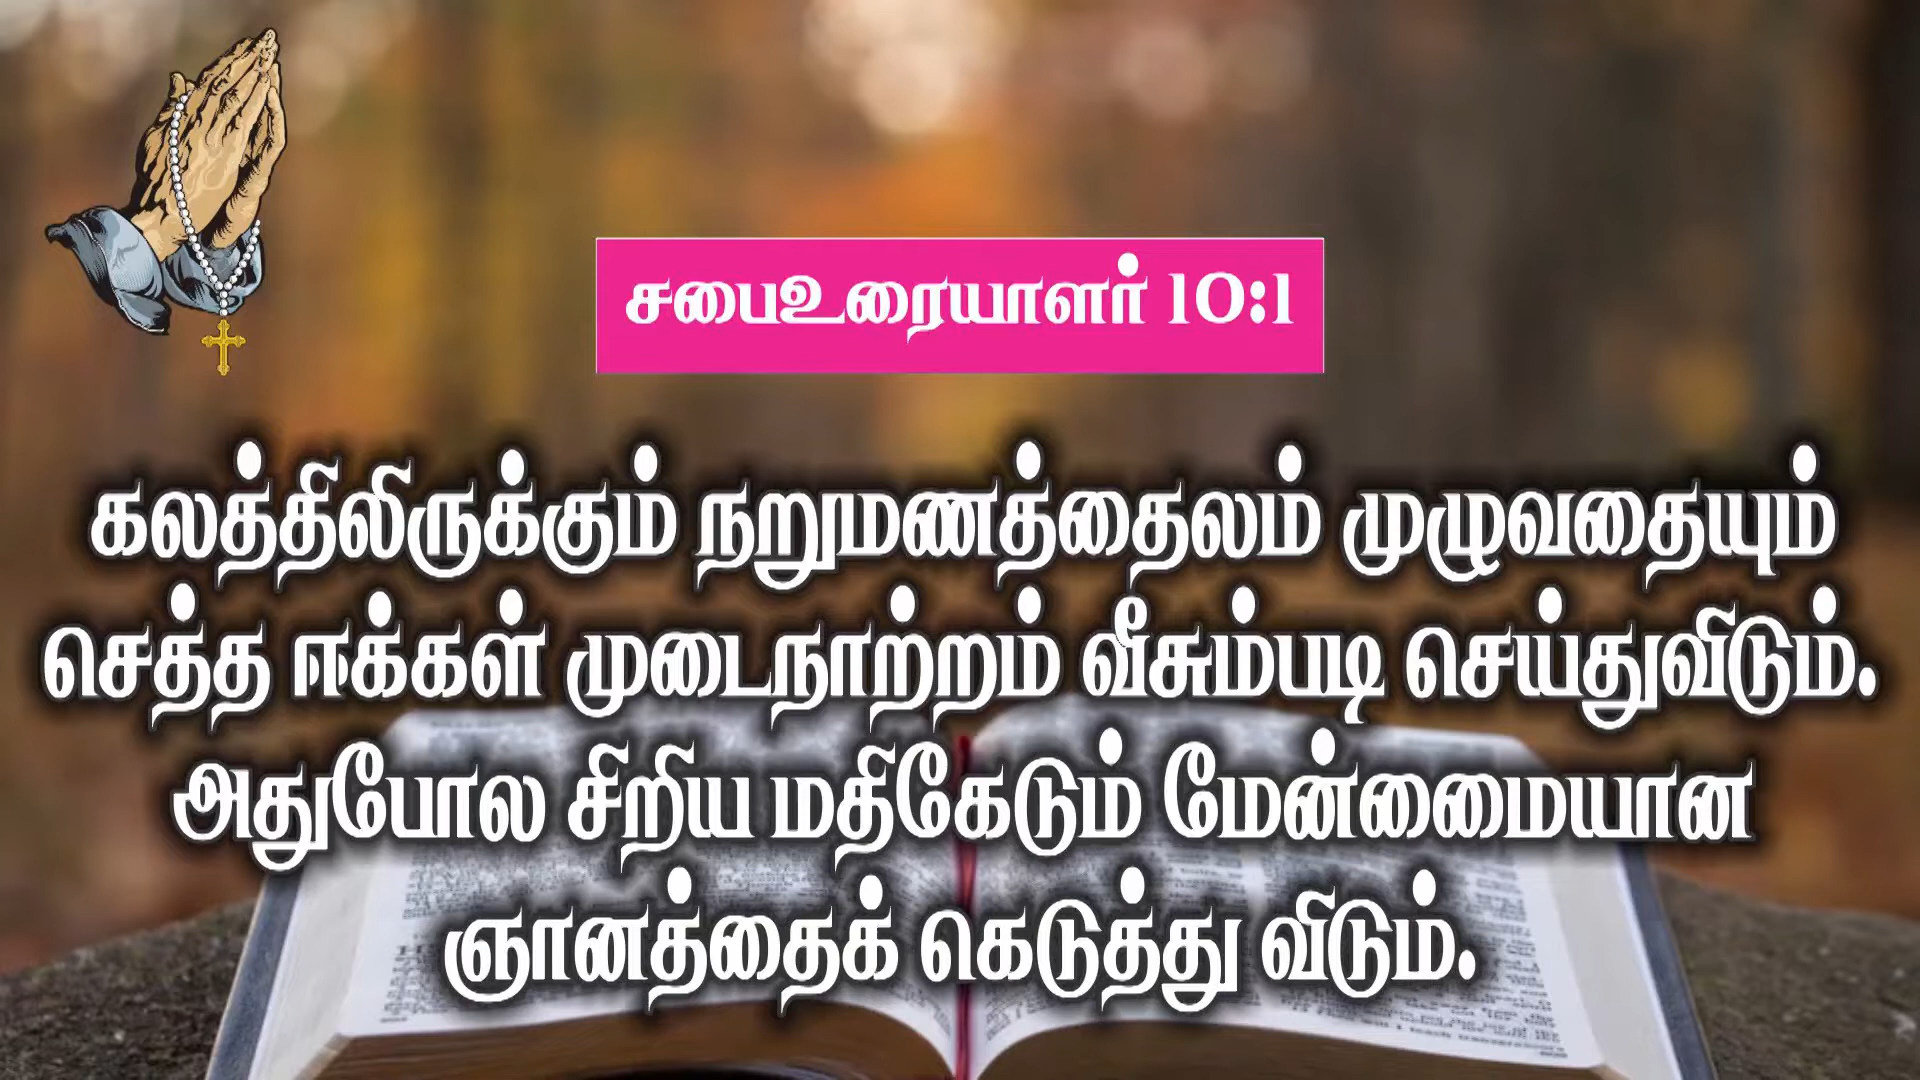 சபைஉரையாளர் 10:1
கலத்திலிருக்கும் நறுமணத்தைலம் முழுவதையும்
செத்த ஈக்கள் முடைநாற்றம் வீசும்படி செய்துவிடும்.
அதுபோல சிறிய மதிகேடும் மேன்மையான
ஞானத்தைக் கெடுத்து விடும்.